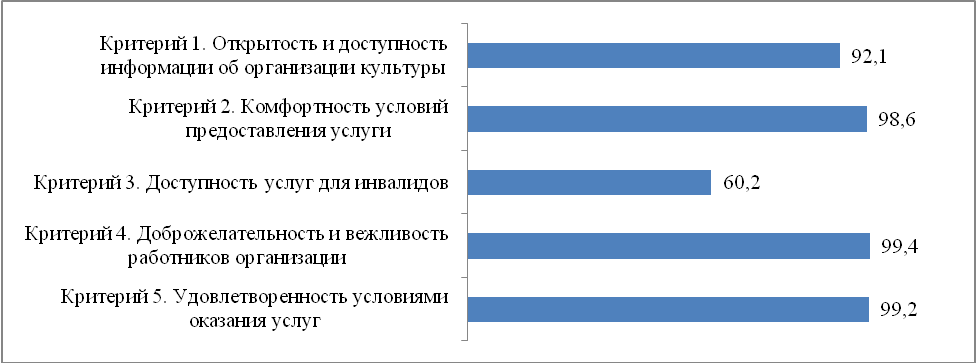 Критерий 1. Открытость и доступность
информации об организации культуры
92,1
Критерий 2. Комфортность условий
предоставления услуги
98,6
Критерий 3. Доступность услуг для инвалидов
60,2
Критерий 4. Доброжелательность и вежливость
работников организации
99,4
Критерий 5. Удовлетворенность условиями
оказания услуг
99,2